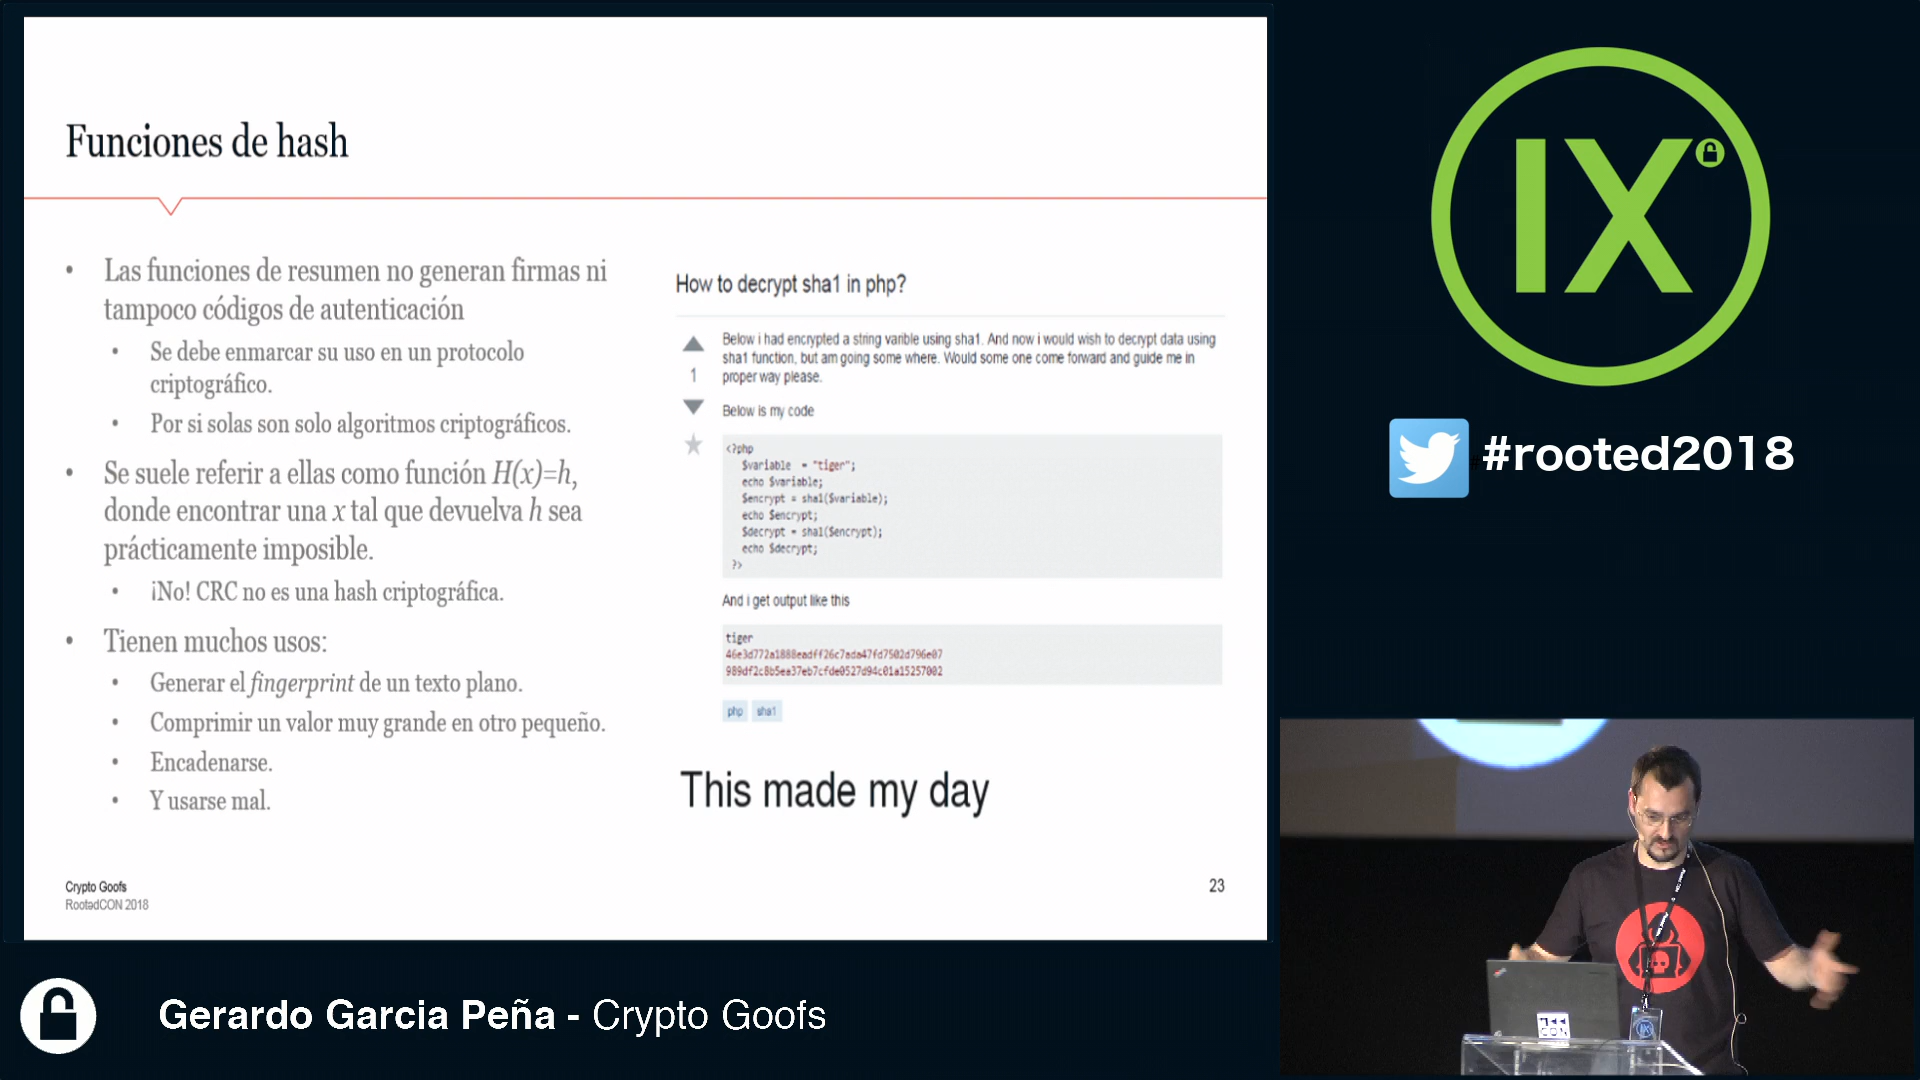 Funciones de hash
Las funciones de resumen no generan firmas ni
tampoco códigos de autenticación
Se debe enmarcar su uso en un protocolo
criptográfico.
Por si solas son solo algoritmos criptográficos.
Se suele referir a ellas como función H(x)=h,
donde encontrar una x tal que devuelva h sea
prácticamente imposible.
¡No! CRC no es una hash criptográfica.
Tienen muchos usos:
Generar el fingerprint de un texto plano.
Comprimir un valor muy grande en otro pequeño.
Encadenarse.
Y usarse mal.
How to decrypt sha1 in php?
Below i had encrypted a string varible using sha1. And now i would wish to decrypt data using
sha1 function, but am going some where. Would some one come forward and guide me in
proper way please.
1
Below is my code
<?php
$variable = "tiger";
echo $variable;
$encrypt = sha1($variable);
echo $encrypt;
$decrypt = sha1($encrypt);
echo $decrypt;
?>
And i get output like this
tiger
46e3d772a1888eadff26c7ada47fd7502d796e07
989df2c8b5ea37eb7cfde0527d94c01a15257002
php sha1
This made my day
Crypto Goofs
RootedCON 2018
23
IX
#rooted2018
Gerardo Garcia Peña - Crypto Goofs